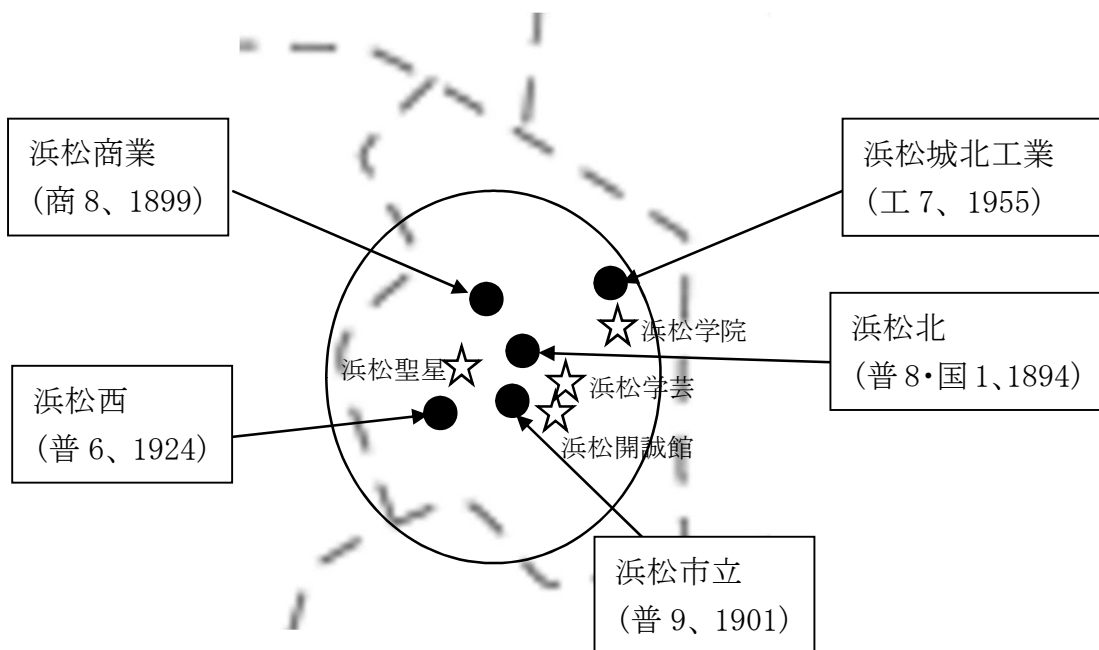 浜松商業
(商 8、1899)
浜松城北工業
(工 7、1955)
浜松学院
浜松北
(普 8・国 1、1894)
浜松聖星
浜松学芸
浜松西
(普 6、1924)
浜松開誠館
浜松市立
(普 9、1901)